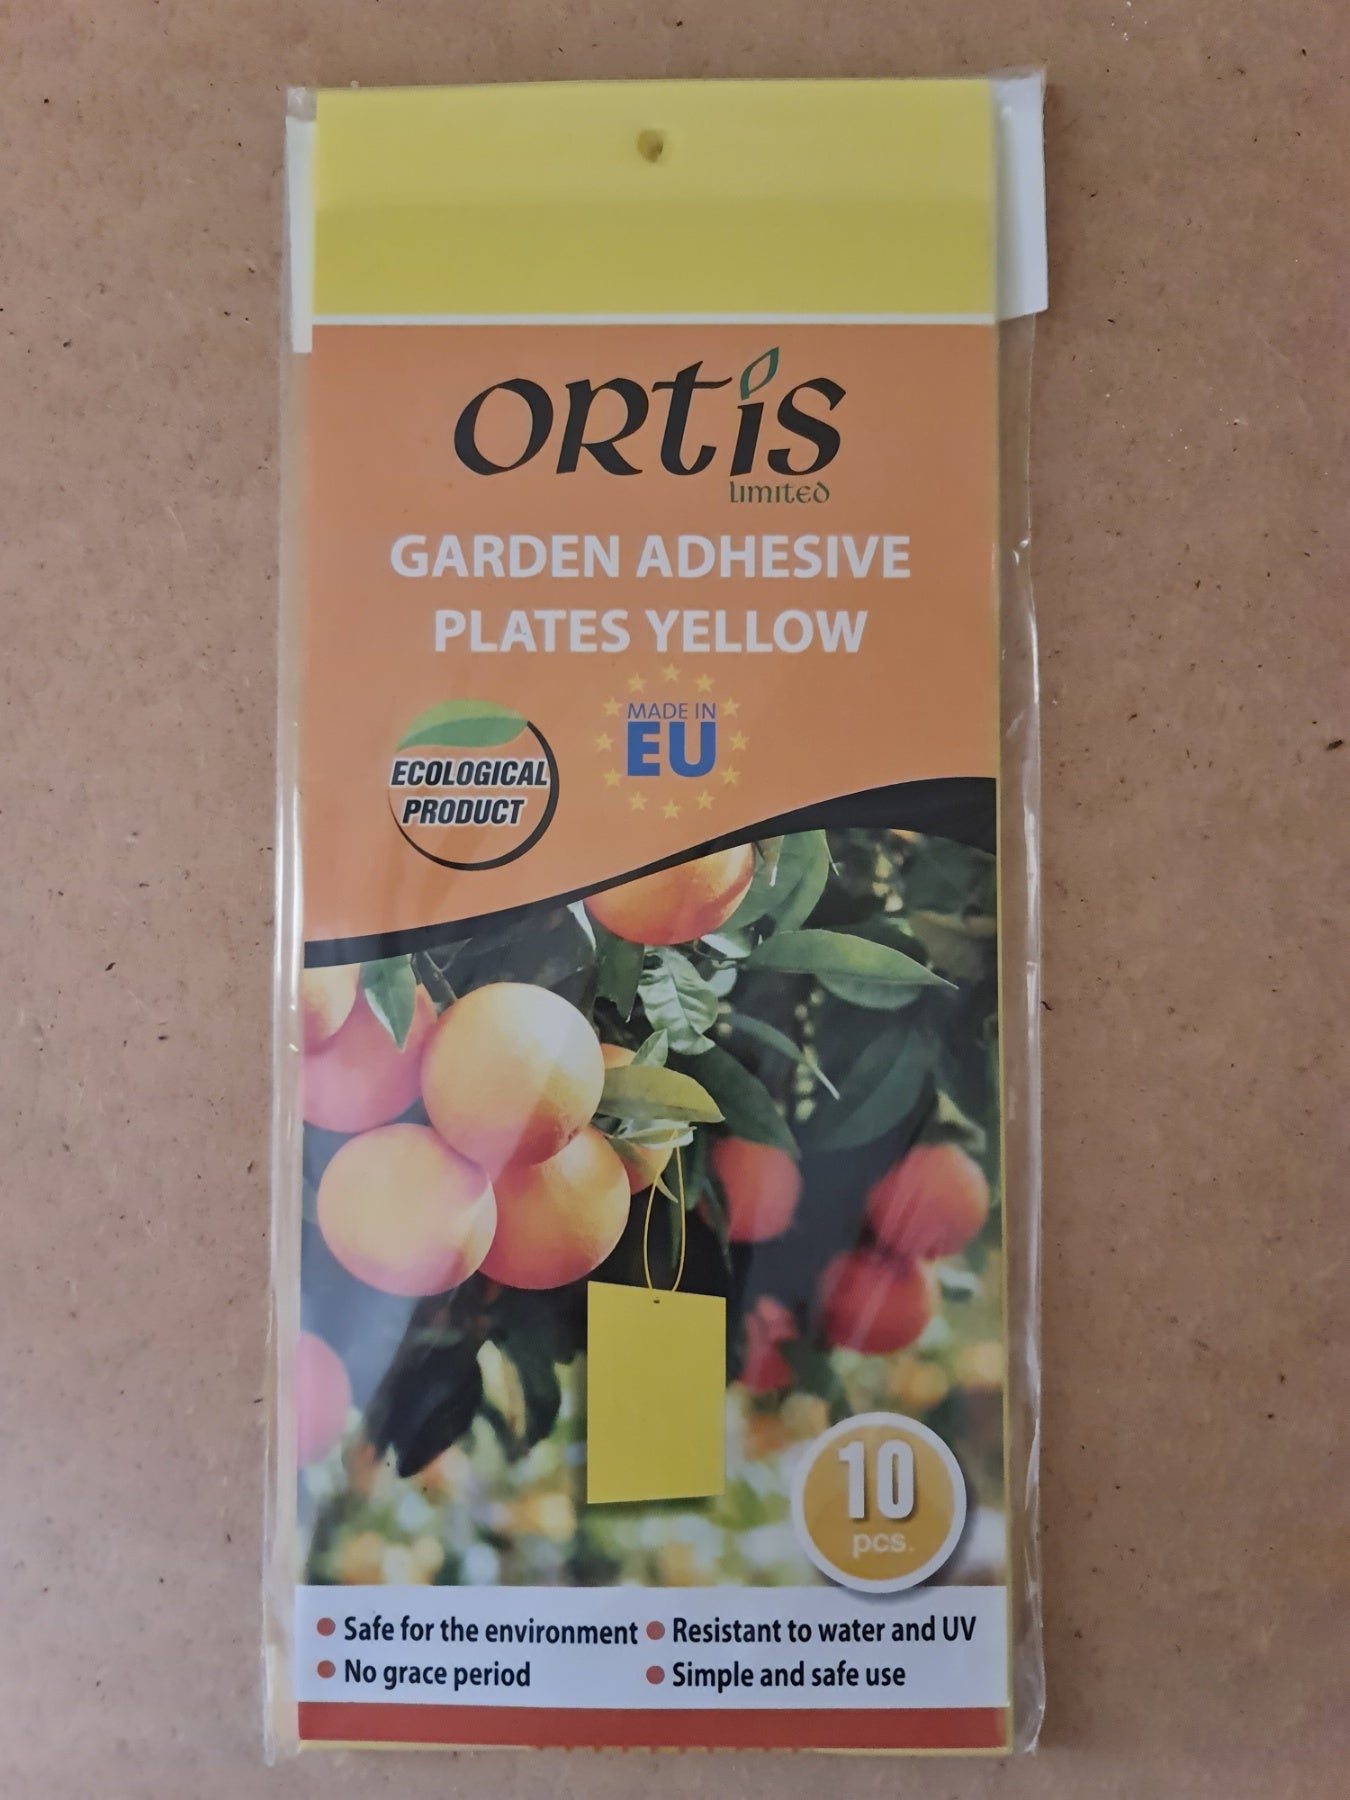 ORTIS
limited
GARDEN ADHESIVE
PLATES YELLOW
ECOLOGICAL
PRODUCT
MADE IN
EU
10
pcs.
• Safe for the environment
• No grace period
• Resistant to water and UV
• Simple and safe use